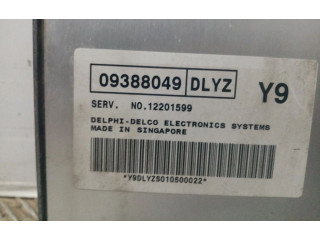 09388049 DLYZ Y9
SERV. NO.12201599
DELPHI-DELCO ELECTRONICS SYSTEMS
MADE IN SINGAPORE
*Y9DLYZS010500022*